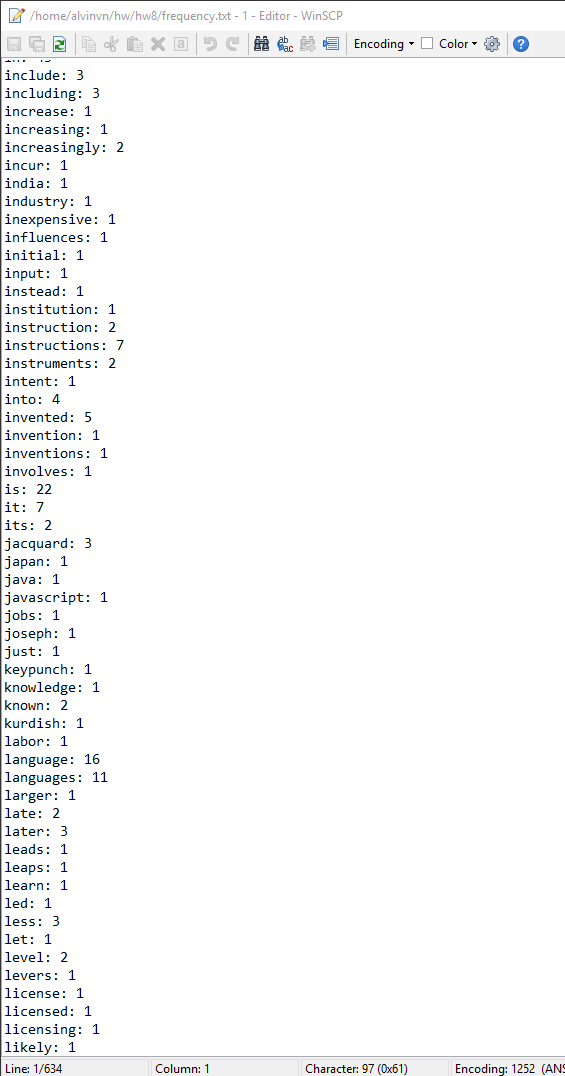 /home/alvinvn/hw/hw8/frequency.txt - 1 - Editor - WinSCP
Encoding Color
include: 3
including: 3
increase: 1
increasing: 1
increasingly: 2
incur: 1
india: 1
industry: 1
inexpensive: 1
influences: 1
initial: 1
input: 1
instead: 1
institution: 1
instruction: 2
instructions: 7
instruments: 2
intent: 1
into: 4
invented: 5
invention: 1
inventions: 1
involves: 1
is: 22
it: 7
its: 2
jacquard: 3
japan: 1
java: 1
javascript: 1
jobs: 1
joseph: 1
just: 1
keypunch: 1
knowledge: 1
known: 2
kurdish: 1
labor: 1
language: 16
languages: 11
larger: 1
late: 2
later: 3
leads: 1
leaps: 1
learn: 1
led: 1
less: 3
let: 1
level: 2
levers: 1
license: 1
licensed: 1
licensing: 1
likely: 1
Line: 1/634 Column: 1 Character: 97 (0x61) Encoding: 1252 (ANS